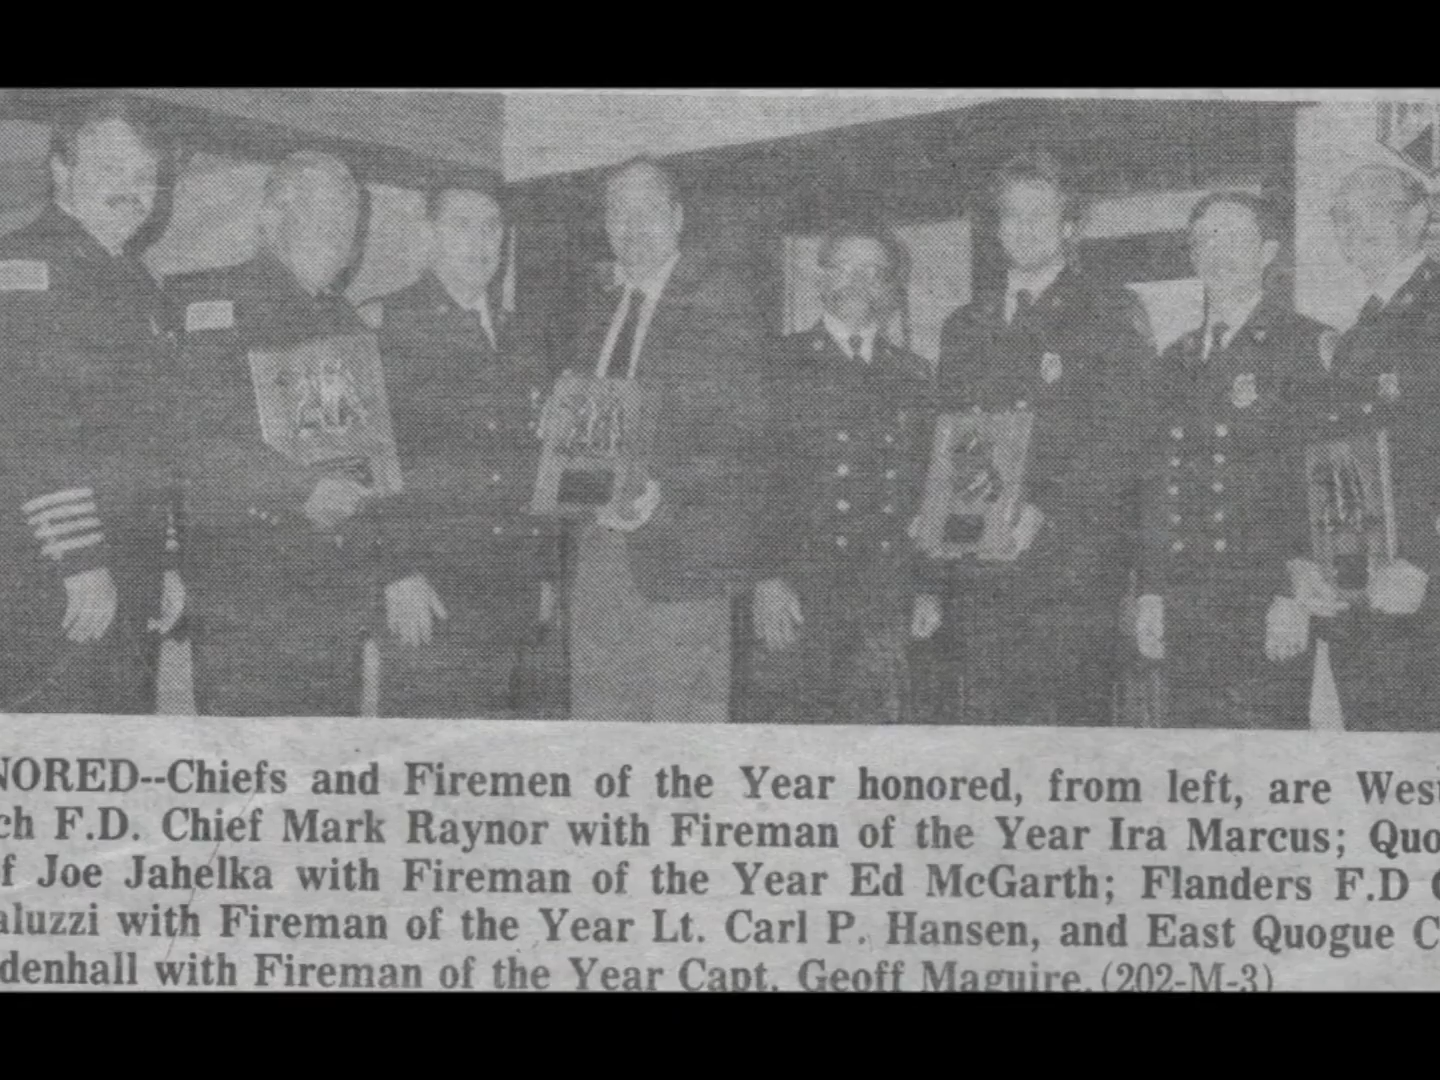 NORED--Chiefs and Firemen of the Year honored, from left, are West
ch F.D. Chief Mark Raynor with Fireman of the Year Ira Marcus; Quo
f Joe Jahelka with Fireman of the Year Ed McGarth; Flanders F.D
aluzzi with Fireman of the Year Lt. Carl P. Hansen, and East Quogue C
denhall with Fireman of the Year Capt. Geoff Maguire. (202-M-3)